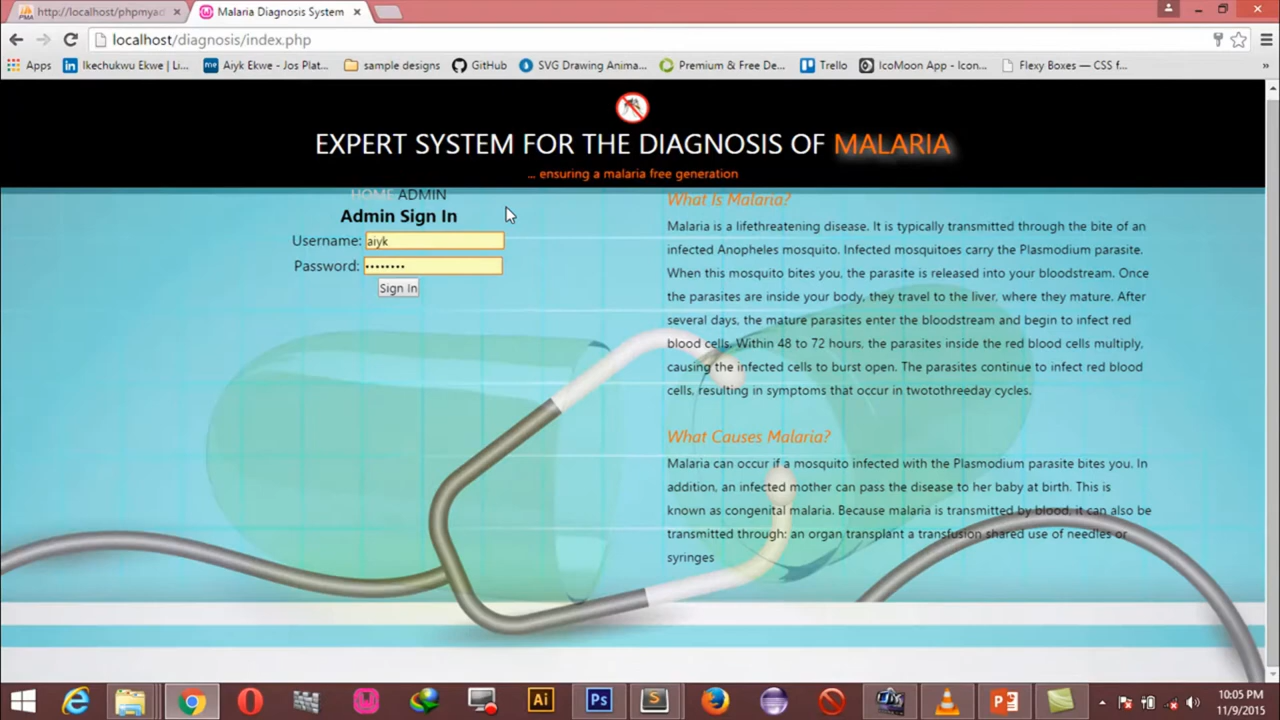 http://localhost/phpmyad
Malaria Diagnosis System
localhost/diagnosis/index.php
Apps
Ikechukwu Ekwe | Li...
Aiyk Ekwe - Jos Plat...
sample designs
GitHub
SVG Drawing Anima...
Premium & Free De...
Trello
IcoMoon App - Icon...
Flexy Boxes — CSS f...
»
EXPERT SYSTEM FOR THE DIAGNOSIS OF MALARIA
... ensuring a malaria free generation
HOME ADMIN
Admin Sign In
Username: aiyk
Password: ••••••••
Sign In
What Is Malaria?
Malaria is a lifethreatening disease. It is typically transmitted through the bite of an
infected Anopheles mosquito. Infected mosquitoes carry the Plasmodium parasite.
When this mosquito bites you, the parasite is released into your bloodstream. Once
the parasites are inside your body, they travel to the liver, where they mature. After
several days, the mature parasites enter the bloodstream and begin to infect red
blood cells. Within 48 to 72 hours, the parasites inside the red blood cells multiply,
causing the infected cells to burst open. The parasites continue to infect red blood
cells, resulting in symptoms that occur in twotothreeday cycles.
What Causes Malaria?
Malaria can occur if a mosquito infected with the Plasmodium parasite bites you. In
addition, an infected mother can pass the disease to her baby at birth. This is
known as congenital malaria. Because malaria is transmitted by blood, it can also be
transmitted through: an organ transplant a transfusion shared use of needles or
syringes
Ai
Ps
10:05 PM
11/9/2015